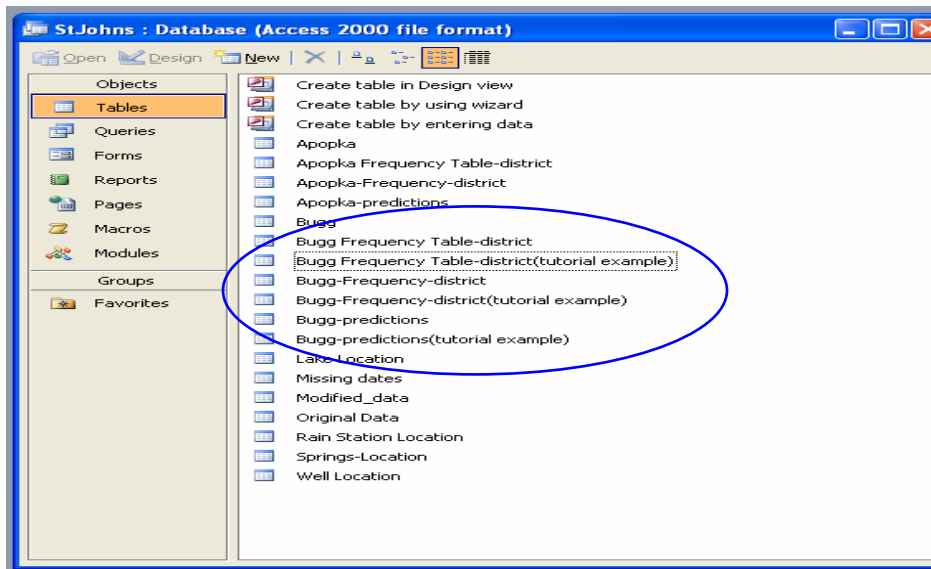 StJohns : Database (Access 2000 file format)
Open Design New
Objects
Tables
Queries
Forms
Reports
Pages
Macros
Modules
Groups
Favorites
Create table in Design view
Create table by using wizard
Create table by entering data
Apopka
Apopka Frequency Table-district
Apopka-Frequency-district
Apopka-predictions
Bugg
Bugg Frequency Table-district
Bugg Frequency Table-district(tutorial example)
Bugg-Frequency-district
Bugg-Frequency-district(tutorial example)
Bugg-predictions
Bugg-predictions(tutorial example)
Lake Location
Missing dates
Modified_data
Original Data
Rain Station Location
Springs-Location
Well Location